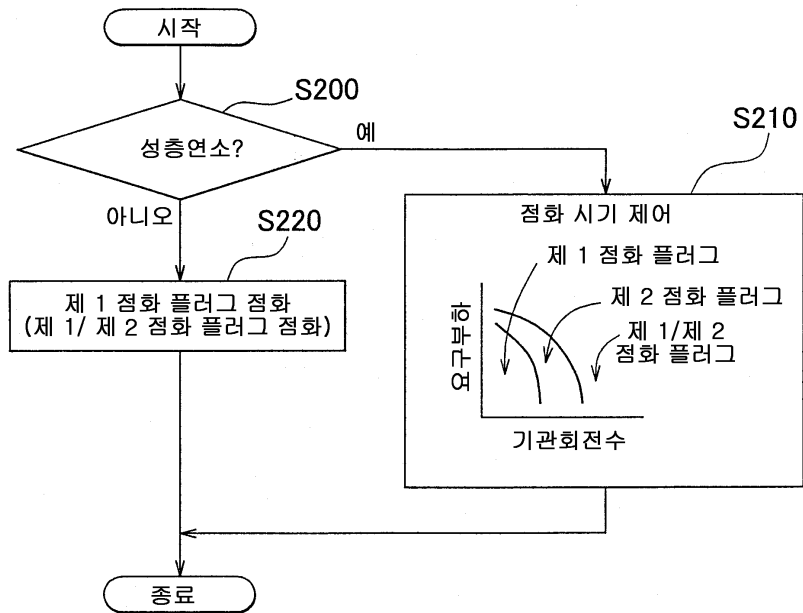 시작
S200
성층연소?
예
아니오
S220
제 1 점화 플러그 점화
(제 1/ 제 2 점화 플러그 점화)
S210
점화 시기 제어
제 1 점화 플러그
제 2 점화 플러그
제 1/제 2
점화 플러그
요구부하
기관회전수
종료